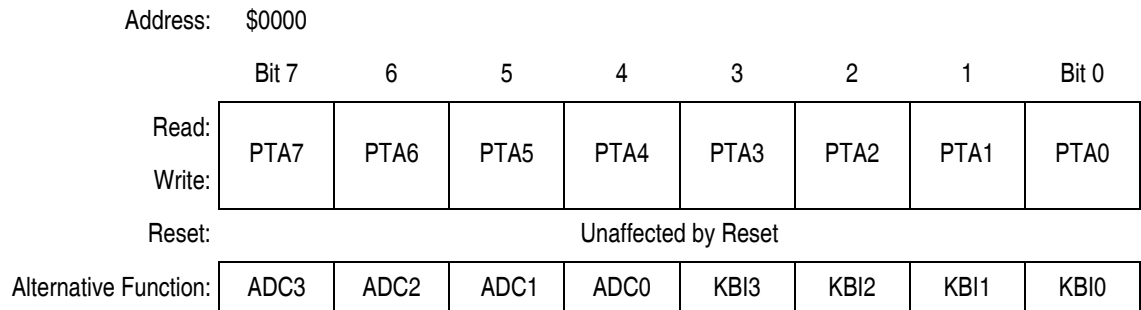 Address: $0000
Bit 7 6 5 4 3 2 1 Bit 0
Read:
PTA7 PTA6 PTA5 PTA4 PTA3 PTA2 PTA1 PTA0
Write:
Reset: Unaffected by Reset
Alternative Function: ADC3 ADC2 ADC1 ADC0 KBI3 KBI2 KBI1 KBI0